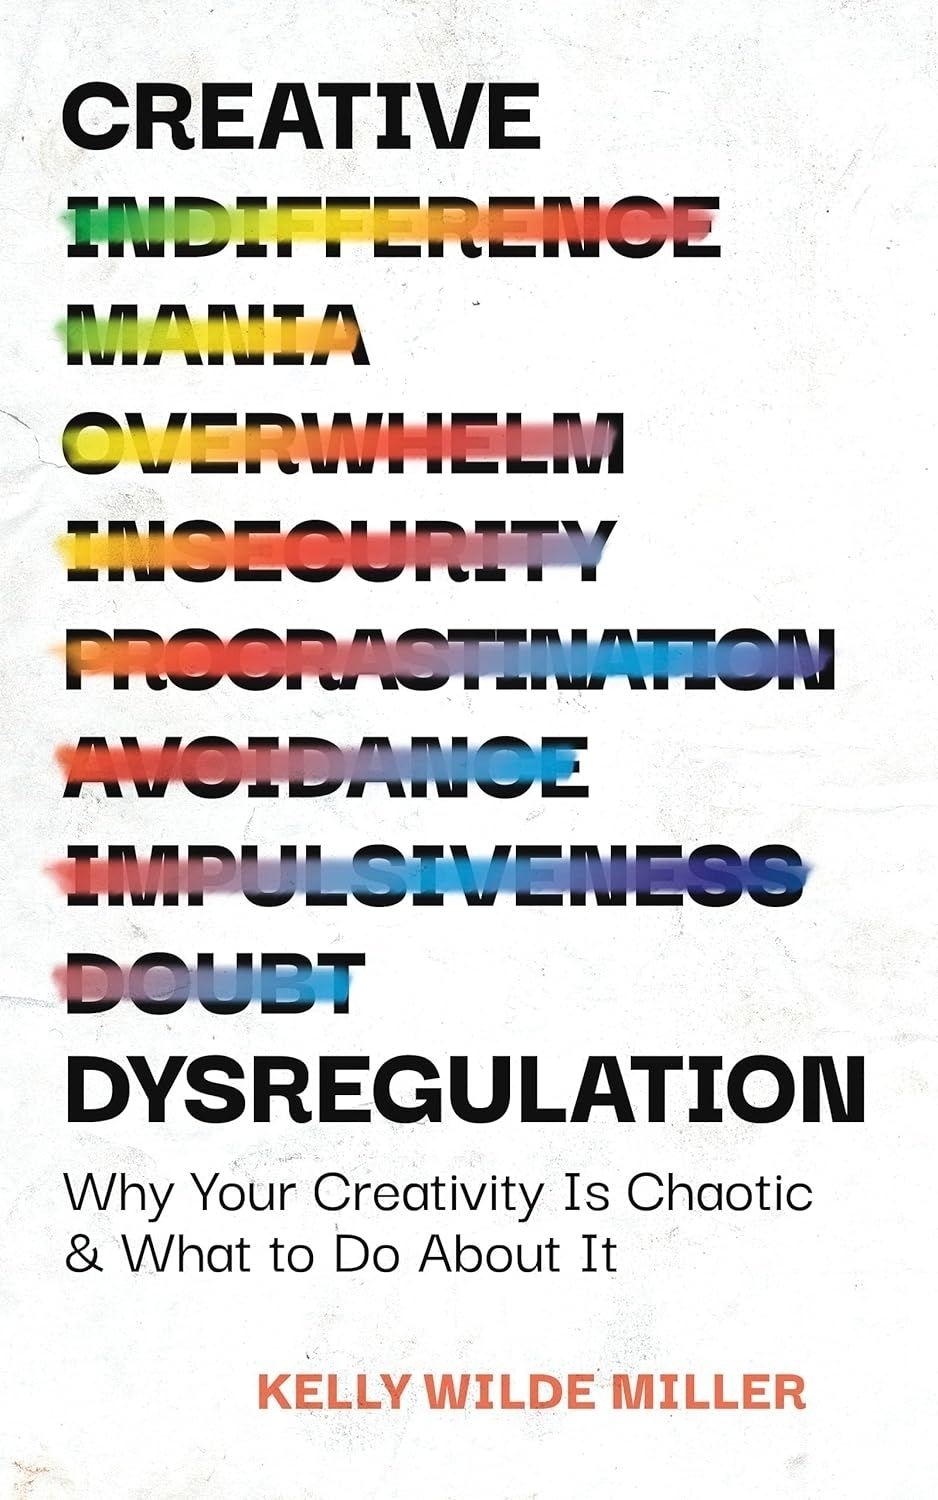 CREATIVE
INDIFFERENCE
MANIA
OVERWHELM
INSECURITY
PROCRASTINATION
AVOIDANCE
IMPULSIVENESS
DOUBT
DYSREGULATION
Why Your Creativity Is Chaotic
& What to Do About It
KELLY WILDE MILLER